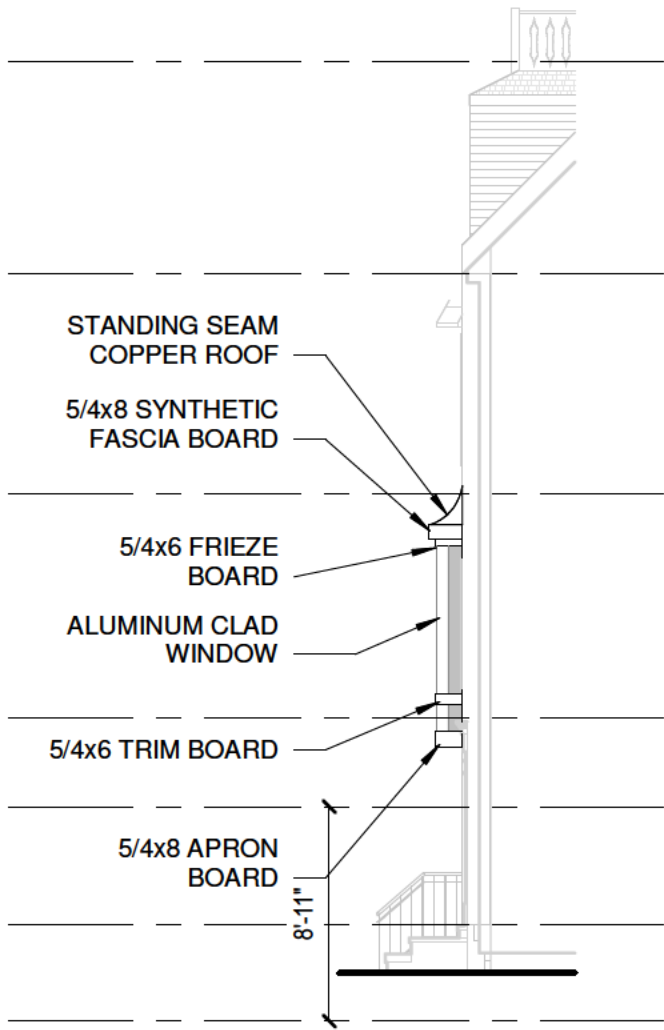 STANDING SEAM
COPPER ROOF
5/4x8 SYNTHETIC
FASCIA BOARD
5/4x6 FRIEZE
BOARD
ALUMINUM CLAD
WINDOW
5/4x6 TRIM BOARD
5/4x8 APRON
BOARD
8'-11"